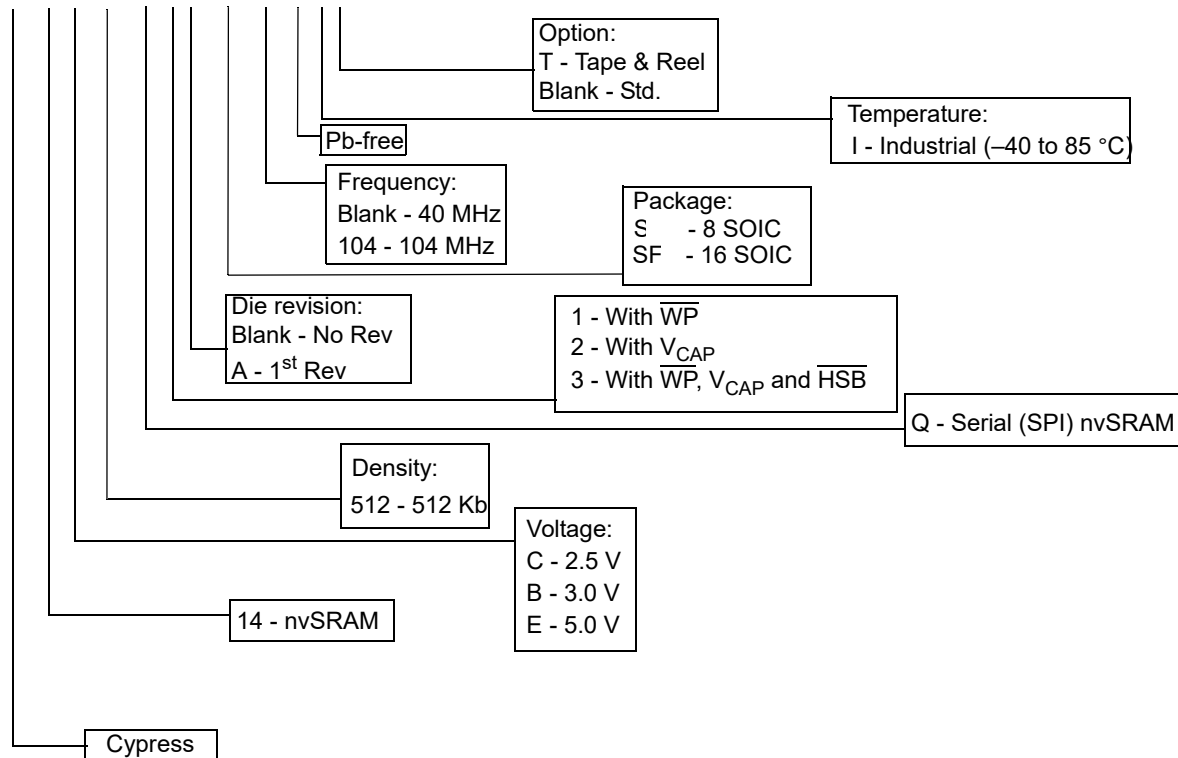 Option:
T - Tape & Reel
Blank - Std.
Temperature:
I - Industrial (–40 to 85 °C)
Pb-free
Frequency:
Blank - 40 MHz
104 - 104 MHz
Package:
S - 8 SOIC
SF - 16 SOIC
Die revision:
Blank - No Rev
A - 1st Rev
1 - With W̅P̅
2 - With VCAP
3 - With W̅P̅, VCAP and H̅S̅B̅
Q - Serial (SPI) nvSRAM
Density:
512 - 512 Kb
Voltage:
C - 2.5 V
B - 3.0 V
E - 5.0 V
14 - nvSRAM
Cypress